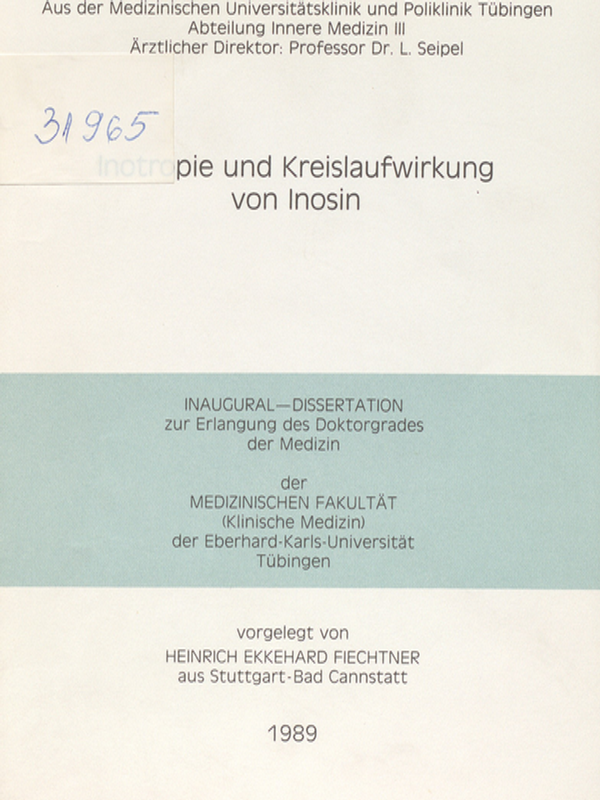 Aus der Medizinischen Universitätsklinik und Poliklinik Tübingen
Abteilung Innere Medizin III
Ärztlicher Direktor: Professor Dr. L. Seipel
31965
Inotropie und Kreislaufwirkung
von Inosin
INAUGURAL—DISSERTATION
zur Erlangung des Doktorgrades
der Medizin
der
MEDIZINISCHEN FAKULTÄT
(Klinische Medizin)
der Eberhard-Karls-Universität
Tübingen
vorgelegt von
HEINRICH EKKEHARD FIECHTNER
aus Stuttgart-Bad Cannstatt
1989